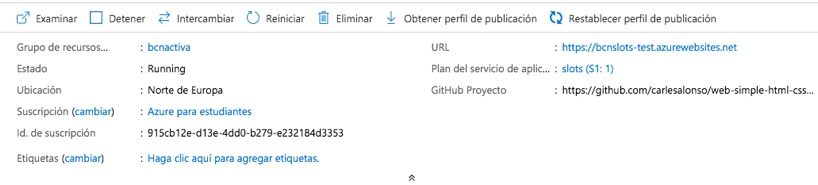 Examinar Detener Intercambiar Reiniciar Eliminar Obtener perfil de publicación Restablecer perfil de publicación
Grupo de recursos... : bcnactiva
Estado : Running
Ubicación : Norte de Europa
Suscripción (cambiar) : Azure para estudiantes
Id. de suscripción : 915cb12e-d13e-4dd0-b279-e232184d3353
Etiquetas (cambiar) : Haga clic aquí para agregar etiquetas.
URL : https://bcnslots-test.azurewebsites.net
Plan del servicio de aplic... : slots (S1: 1)
GitHub Proyecto : https://github.com/carlesalonso/web-simple-html-css...